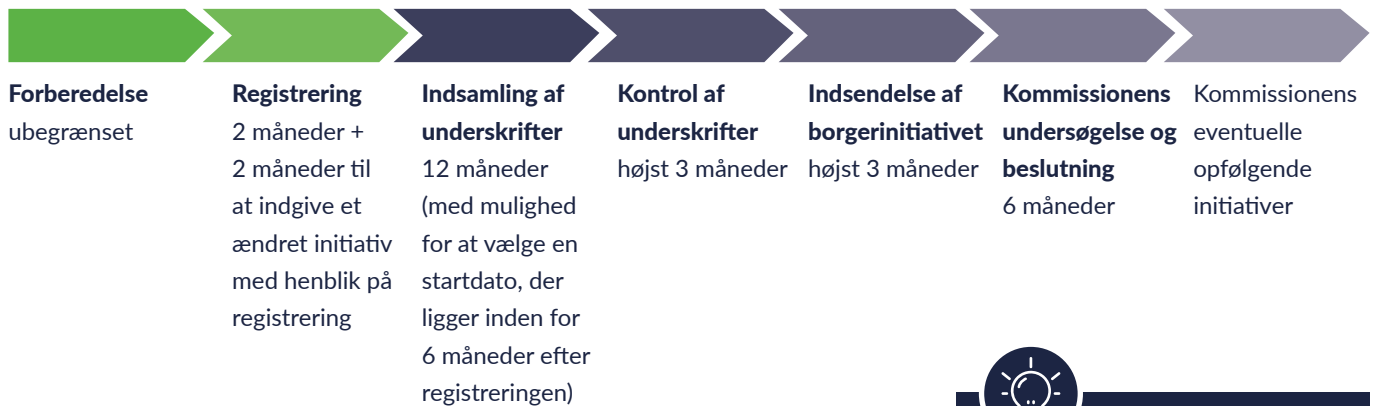 Forberedelse
ubegrænset
Registrering
2 måneder +
2 måneder til
at indgive et
ændret initiativ
med henblik på
registrering
Indsamling af
underskrifter
12 måneder
(med mulighed
for at vælge en
startdato, der
ligger inden for
6 måneder efter
registreringen)
Kontrol af
underskrifter
højst 3 måneder
Indsendelse af
borgerinitiativet
højst 3 måneder
Kommissionens
undersøgelse og
beslutning
6 måneder
Kommissionens
eventuelle
opfølgende
initiativer